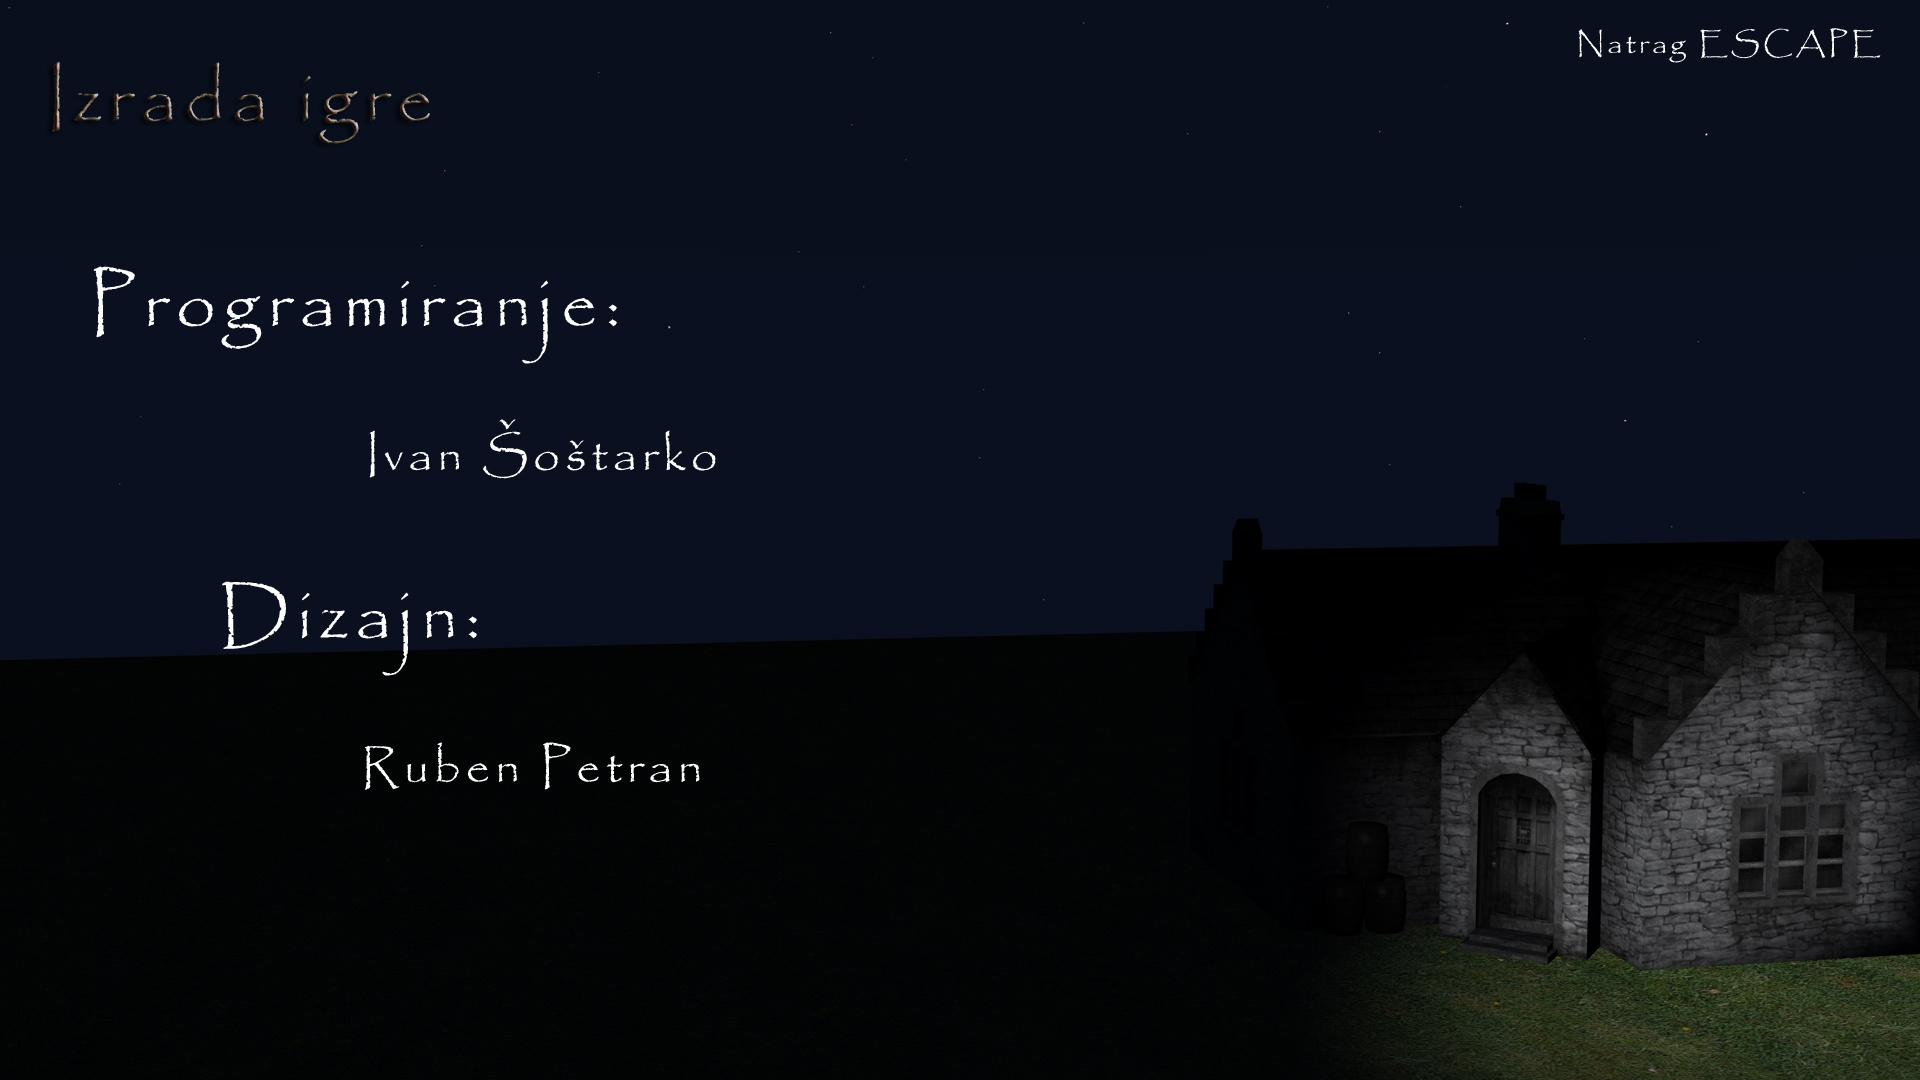 Natrag ESCAPE
Izrada igre
Programiranje:
Ivan Šoštarko
Dizajn:
Ruben Petran